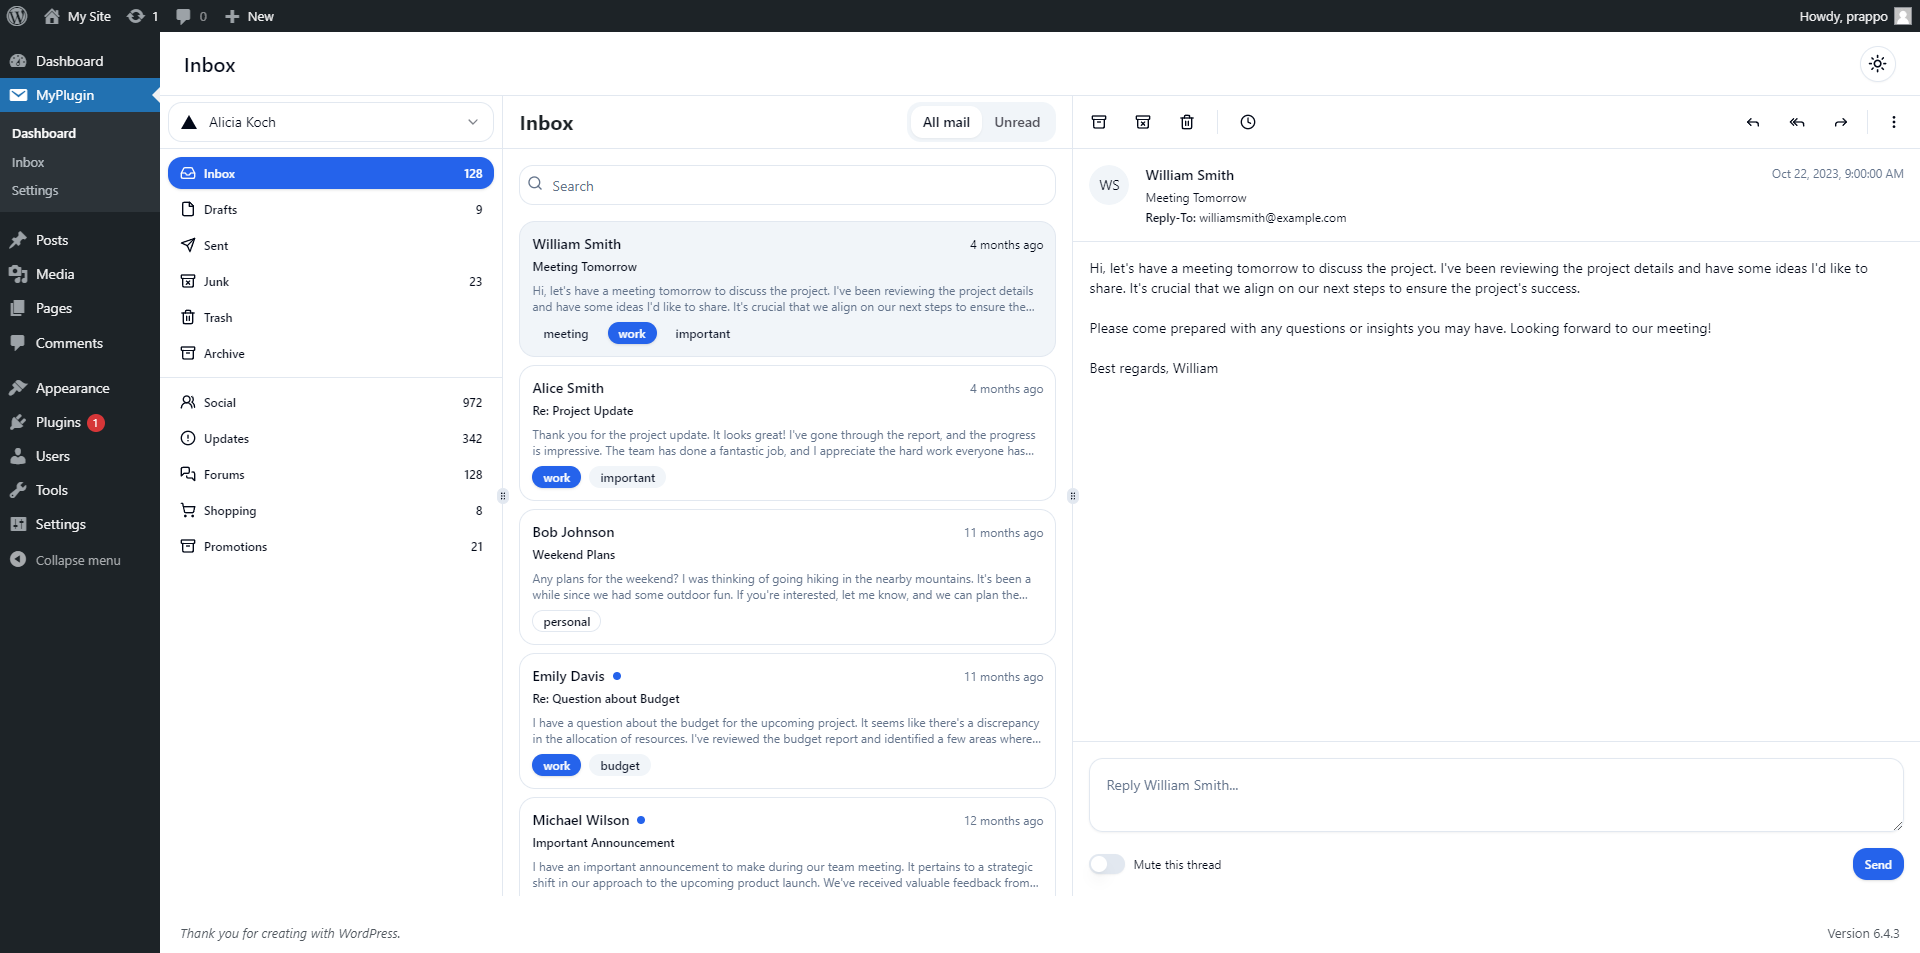 My Site
1
0
New
Howdy, prappo
Dashboard
MyPlugin
Dashboard
Inbox
Settings
Posts
Media
Pages
Comments
Appearance
Plugins 1
Users
Tools
Settings
Collapse menu
Inbox
Alicia Koch
Inbox 128
Drafts 9
Sent
Junk 23
Trash
Archive
Social 972
Updates 342
Forums 128
Shopping 8
Promotions 21
Inbox
All mail Unread
Search
William Smith 4 months ago
Meeting Tomorrow
Hi, let's have a meeting tomorrow to discuss the project. I've been reviewing the project details
and have some ideas I'd like to share. It's crucial that we align on our next steps to ensure the...
meeting work important
Alice Smith 4 months ago
Re: Project Update
Thank you for the project update. It looks great! I've gone through the report, and the progress
is impressive. The team has done a fantastic job, and I appreciate the hard work everyone has...
work important
Bob Johnson 11 months ago
Weekend Plans
Any plans for the weekend? I was thinking of going hiking in the nearby mountains. It's been a
while since we had some outdoor fun. If you're interested, let me know, and we can plan the...
personal
Emily Davis 11 months ago
Re: Question about Budget
I have a question about the budget for the upcoming project. It seems like there's a discrepancy
in the allocation of resources. I've reviewed the budget report and identified a few areas where...
work budget
Michael Wilson 12 months ago
Important Announcement
I have an important announcement to make during our team meeting. It pertains to a strategic
shift in our approach to the upcoming product launch. We've received valuable feedback from...
WS
William Smith Oct 22, 2023, 9:00:00 AM
Meeting Tomorrow
Reply-To: williamsmith@example.com
Hi, let's have a meeting tomorrow to discuss the project. I've been reviewing the project details and have some ideas I'd like to
share. It's crucial that we align on our next steps to ensure the project's success.
Please come prepared with any questions or insights you may have. Looking forward to our meeting!
Best regards, William
Reply William Smith...
Mute this thread
Send
Thank you for creating with WordPress.
Version 6.4.3